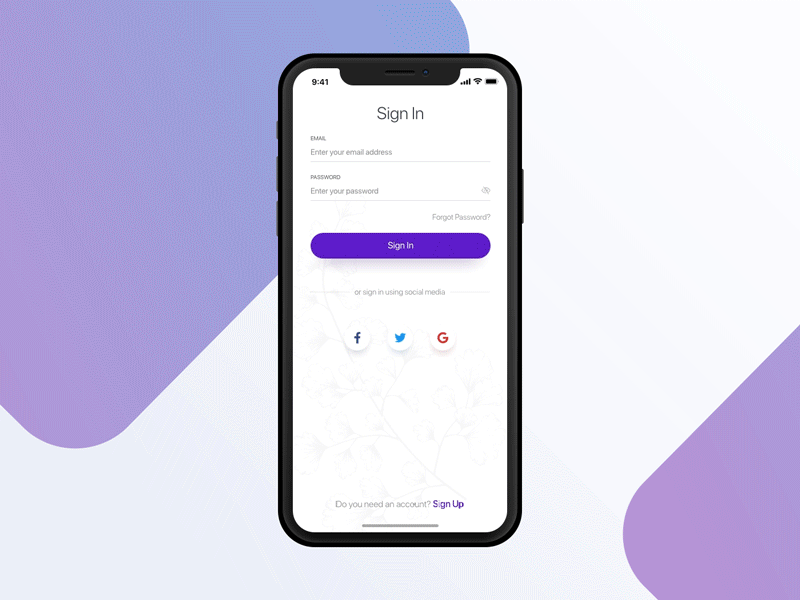 9:41
Sign In
EMAIL
Enter your email address
PASSWORD
Enter your password
Forgot Password?
Sign In
or sign in using social media
Do you need an account? Sign Up